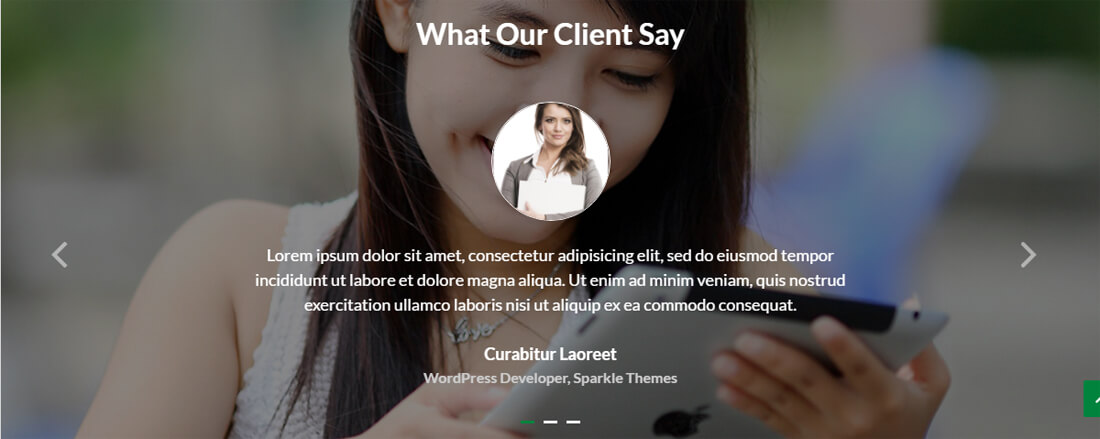 What Our Client Say
Lorem ipsum dolor sit amet, consectetur adipisicing elit, sed do eiusmod tempor
incididunt ut labore et dolore magna aliqua. Ut enim ad minim veniam, quis nostrud
exercitation ullamco laboris nisi ut aliquip ex ea commodo consequat.
Curabitur Laoreet
WordPress Developer, Sparkle Themes